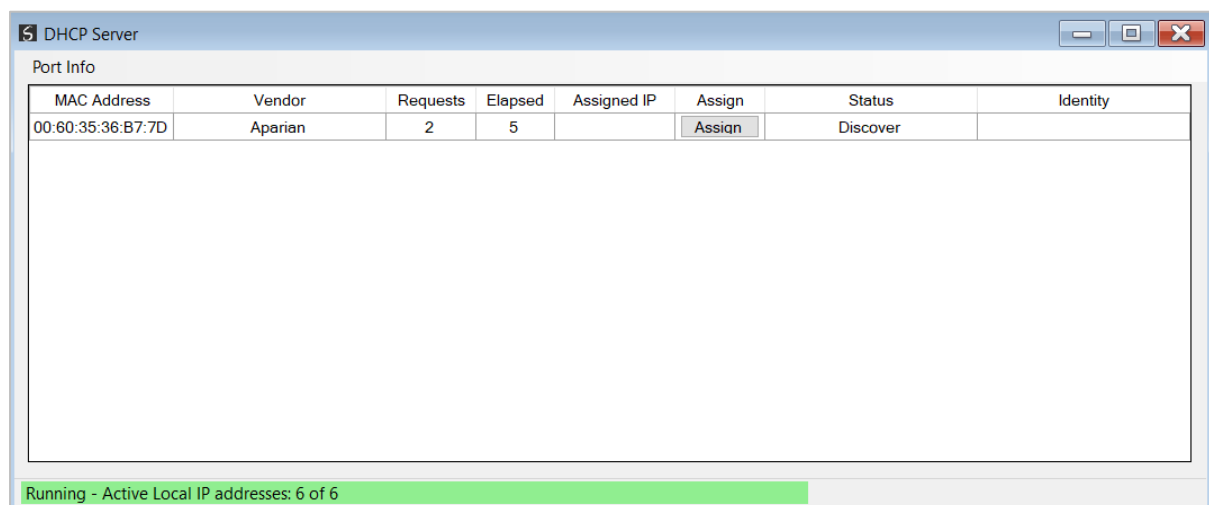 DHCP Server
Port Info
MAC Address Vendor Requests Elapsed Assigned IP Assign Status Identity
00:60:35:36:B7:7D Aparian 2 5 Assign Discover
Running - Active Local IP addresses: 6 of 6